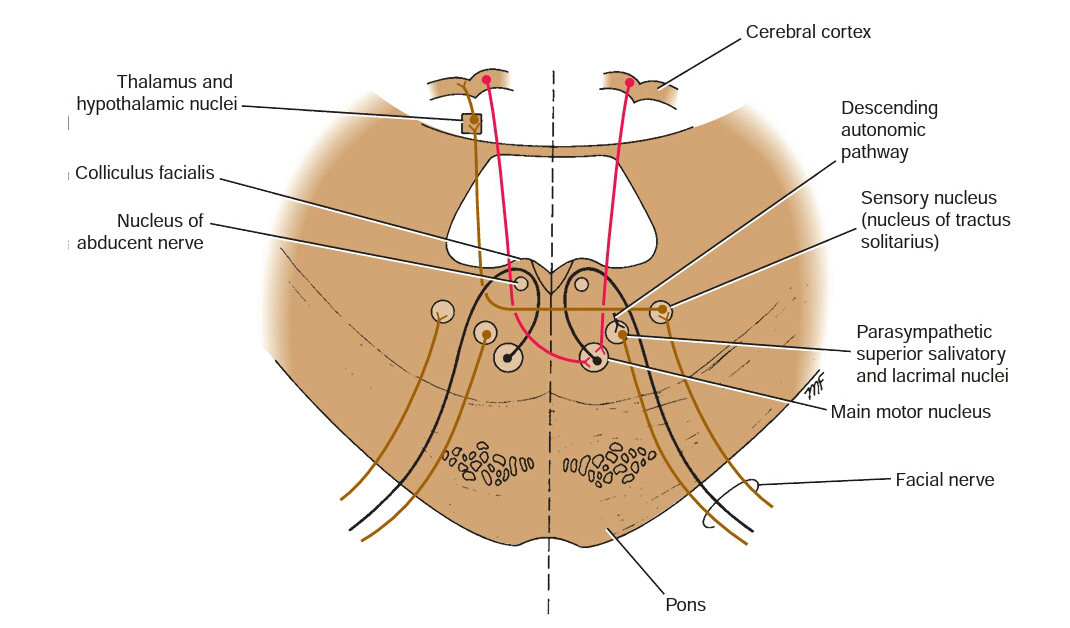 Cerebral cortex
Thalamus and
hypothalamic nuclei
Descending
autonomic
pathway
Colliculus facialis
Sensory nucleus
(nucleus of tractus
solitarius)
Nucleus of
abducent nerve
Parasympathetic
superior salivatory
and lacrimal nuclei
Main motor nucleus
Facial nerve
Pons